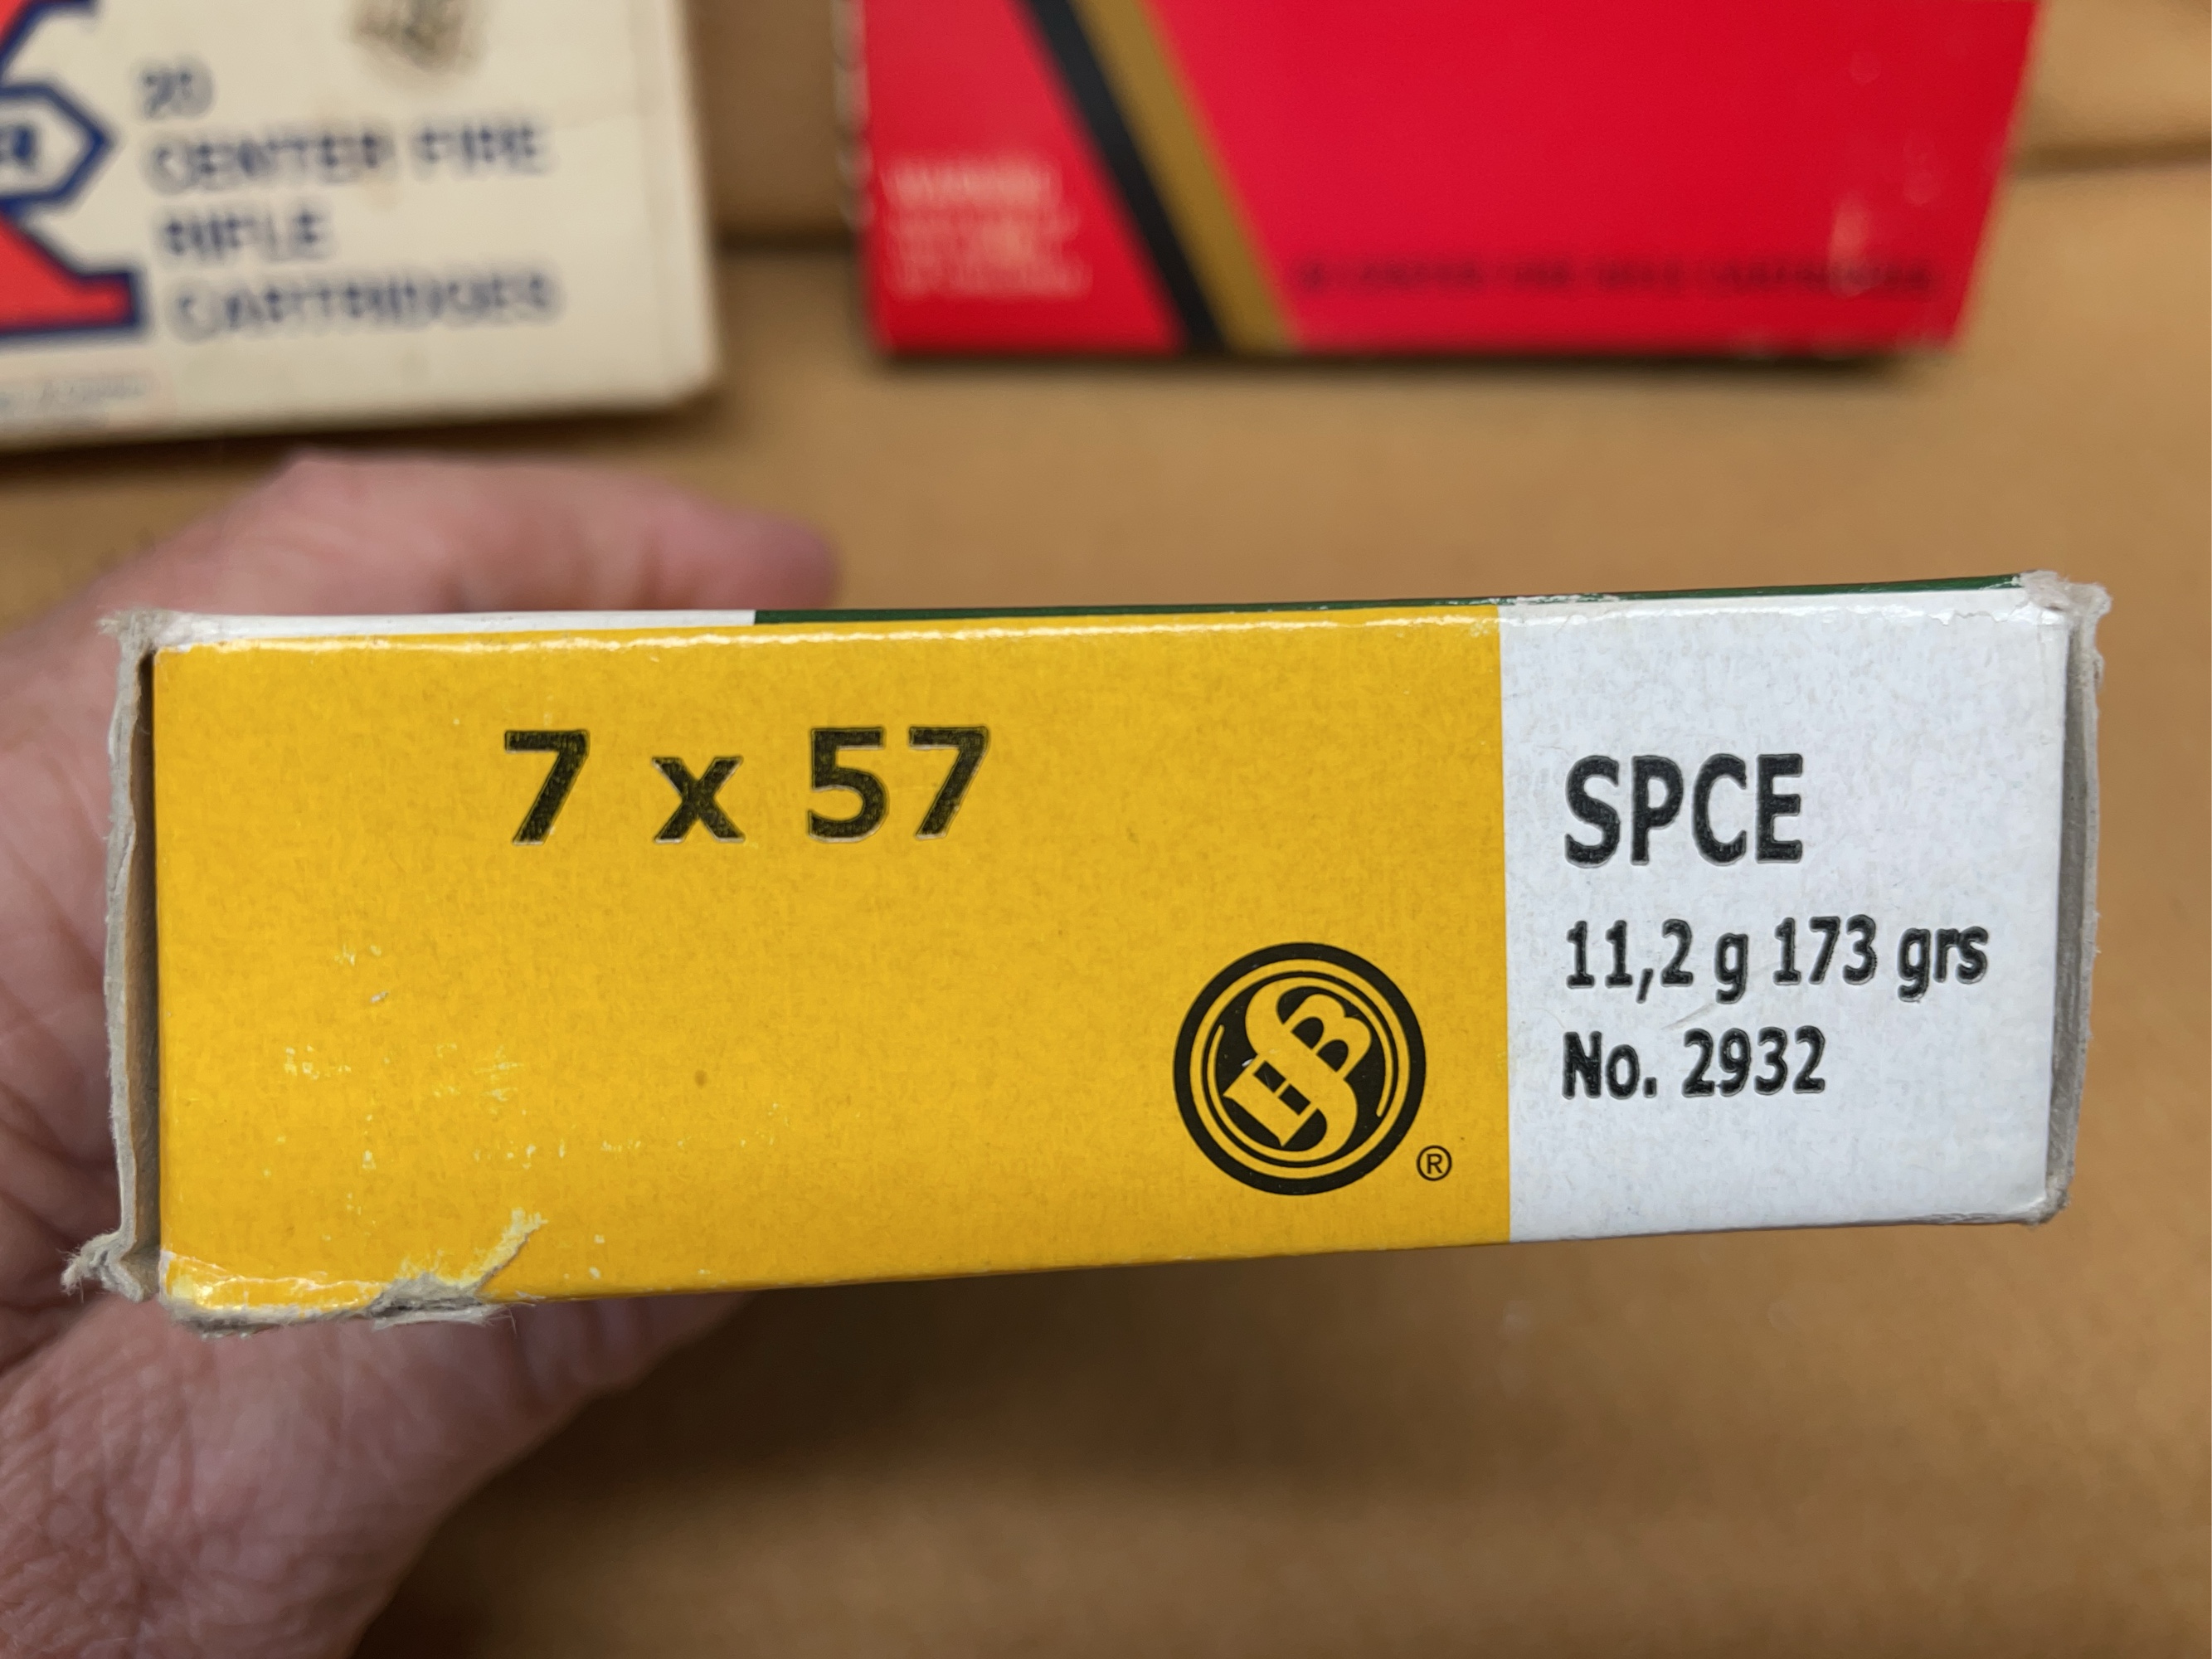 20
CENTER FIRE
RIFLE
CARTRIDGES
7 x 57
SPCE
11,2 g 173 grs
No. 2932
®